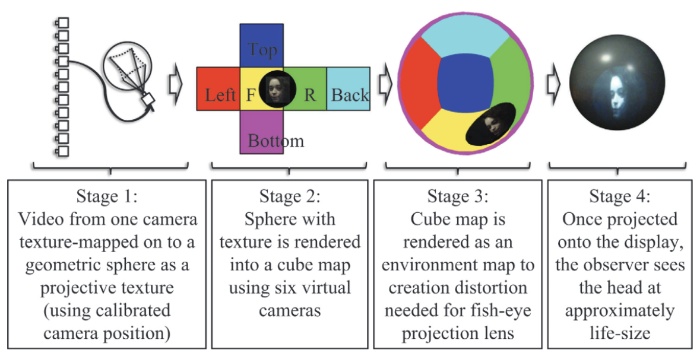 Top
Left F R Back
Bottom
Stage 1:
Video from one camera
texture-mapped on to a
geometric sphere as a
projective texture
(using calibrated
camera position)
Stage 2:
Sphere with
texture is rendered
into a cube map
using six virtual
cameras
Stage 3:
Cube map is
rendered as an
environment map to
creation distortion
needed for fish-eye
projection lens
Stage 4:
Once projected
onto the display,
the observer sees
the head at
approximately
life-size